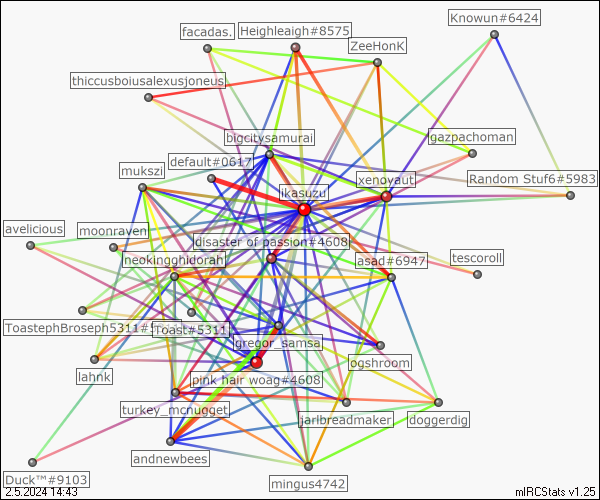 Knowun#6424
facadas.
Heighleaigh#8575
ZeeHonK
thiccusboiusalexusjoneus
bigcitysamurai
gazpachoman
default#0617
mukszi
xenoyaut
Random Stuf6#5983
ikasuzu
avelicious
moonraven
disaster of passion#4608
tescoroll
neokingghidorah
asad#6947
ToastephBroseph5311#
Toast#5311
gregor_samsa
ogshroom
lahnk
pink hair woag#4608
turkey_mcnugget
jarlbreadmaker
doggerdig
andnewbees
Duck™#9103
mingus4742
2.5.2024 14:43
mIRCStats v1.25